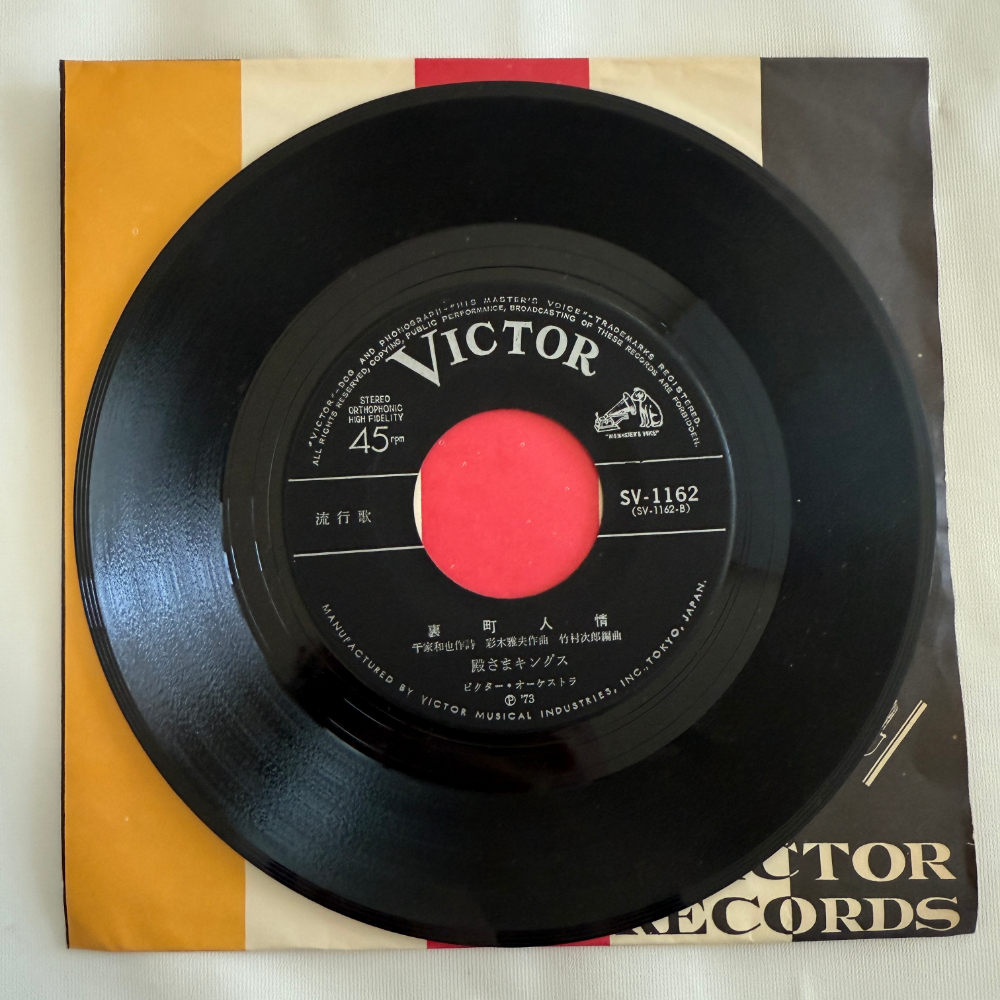 "VICTOR"-"DOG AND PHONOGRAPH"-"HIS MASTER'S VOICE"-TRADEMARKS REGISTERED.
ALL RIGHTS RESERVED, COPYING, PUBLIC PERFORMANCE, BROADCASTING OF THESE RECORDS ARE FORBIDDEN.
VICTOR
STEREO
ORTHOPHONIC
HIGH FIDELITY
45rpm
"HIS MASTER'S VOICE"
流行歌
SV-1162
(SV-1162-B)
裏町人情
千家和也作詩 彩木雅夫作曲 竹村次郎編曲
殿さまキングス
ビクター・オーケストラ
Ⓟ '73
MANUFACTURED BY VICTOR MUSICAL INDUSTRIES, INC., TOKYO, JAPAN.
CTOR
RECORDS